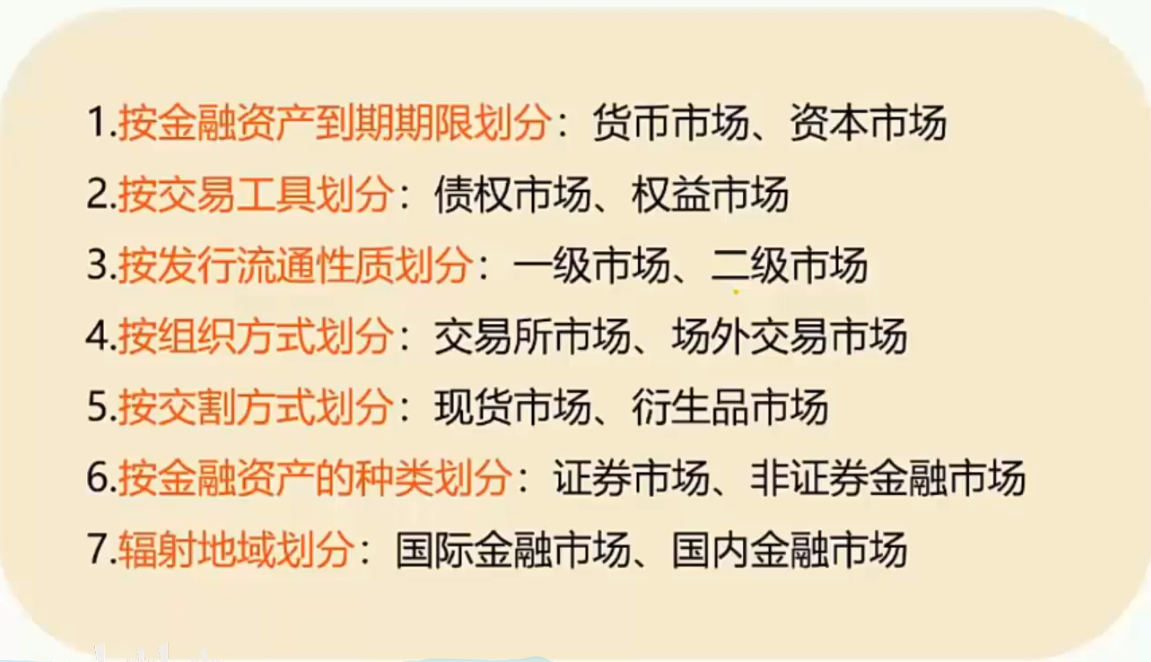 1.按金融资产到期期限划分：货币市场、资本市场
2.按交易工具划分：债权市场、权益市场
3.按发行流通性质划分：一级市场、二级市场
4.按组织方式划分：交易所市场、场外交易市场
5.按交割方式划分：现货市场、衍生品市场
6.按金融资产的种类划分：证券市场、非证券金融市场
7.辐射地域划分：国际金融市场、国内金融市场